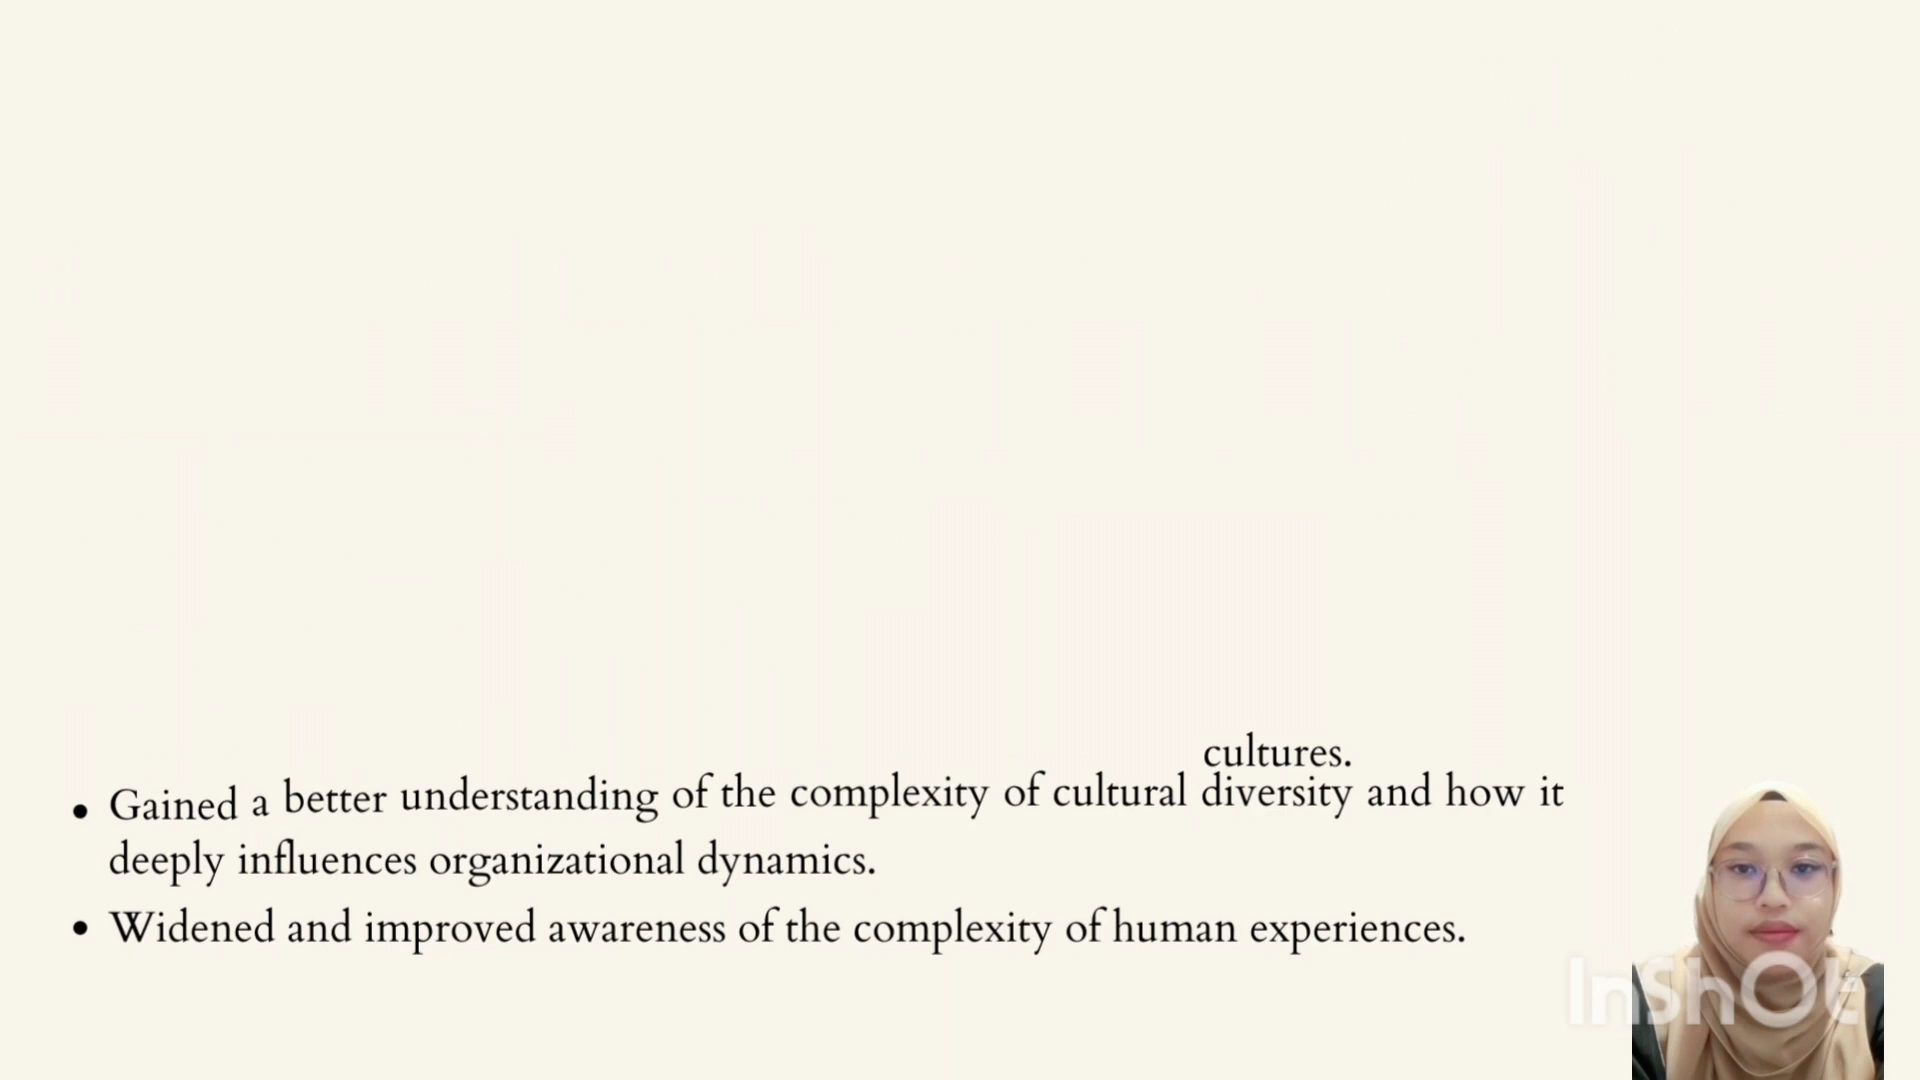 cultures.
• Gained a better understanding of the complexity of cultural diversity and how it
deeply influences organizational dynamics.
• Widened and improved awareness of the complexity of human experiences.
InShOt